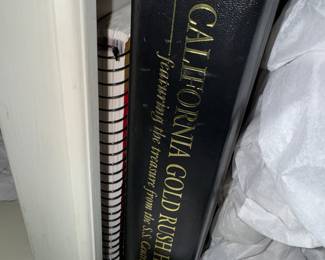 CALIFORNIA GOLD RUSH
featuring the treasure from the S.S.